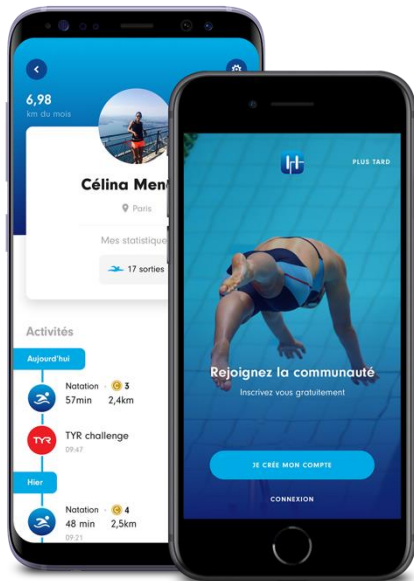 6,98
km du mois
Célina Men
Paris
Mes statistique
17 sorties
Activités
Aujourd'hui
Natation · 3
57min 2,4km
TYR
TYR challenge
09:47
Hier
Natation · 4
48 min 2,5km
09:21
PLUS TARD
Rejoignez la communauté
Inscrivez vous gratuitement
JE CRÉE MON COMPTE
CONNEXION